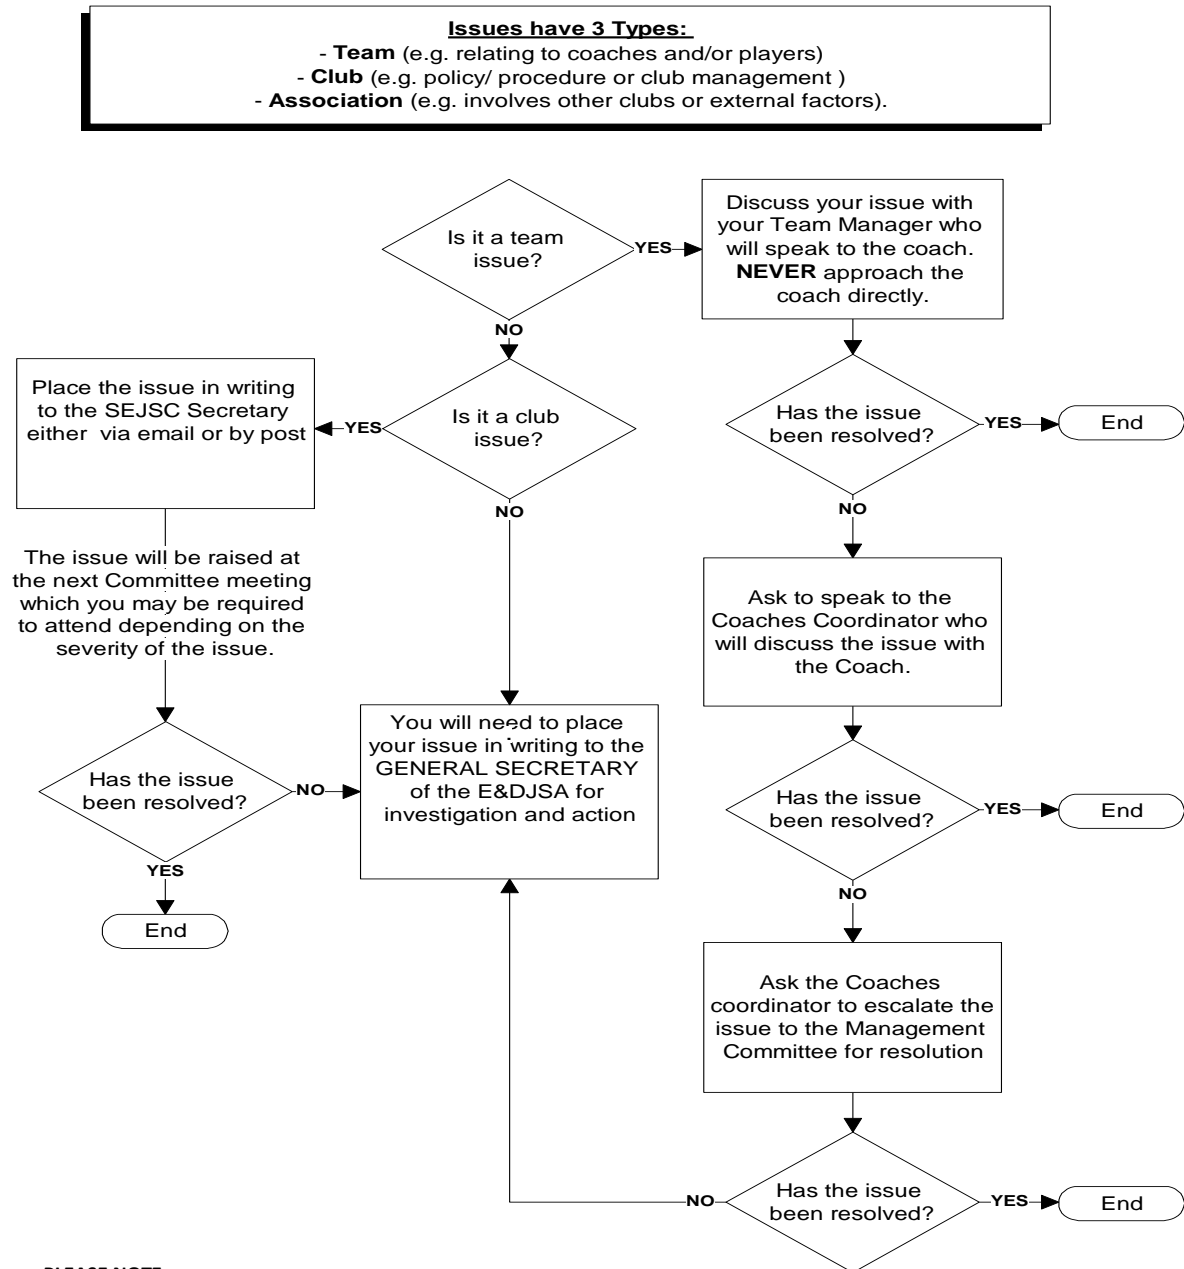 Issues have 3 Types:
- Team (e.g. relating to coaches and/or players)
- Club (e.g. policy/ procedure or club management )
- Association (e.g. involves other clubs or external factors).
Is it a team
issue?
YES
Discuss your issue with
your Team Manager who
will speak to the coach.
NEVER approach the
coach directly.
NO
Place the issue in writing
to the SEJSC Secretary
either via email or by post
YES
Is it a club
issue?
Has the issue
been resolved?
YES
End
NO
NO
The issue will be raised at
the next Committee meeting
which you may be required
to attend depending on the
severity of the issue.
Ask to speak to the
Coaches Coordinator who
will discuss the issue with
the Coach.
Has the issue
been resolved?
NO
You will need to place
your issue in writing to the
GENERAL SECRETARY
of the E&DJSA for
investigation and action
Has the issue
been resolved?
YES
End
YES
End
NO
Ask the Coaches
coordinator to escalate the
issue to the Management
Committee for resolution
NO
Has the issue
been resolved?
YES
End
PLEASE NOTE